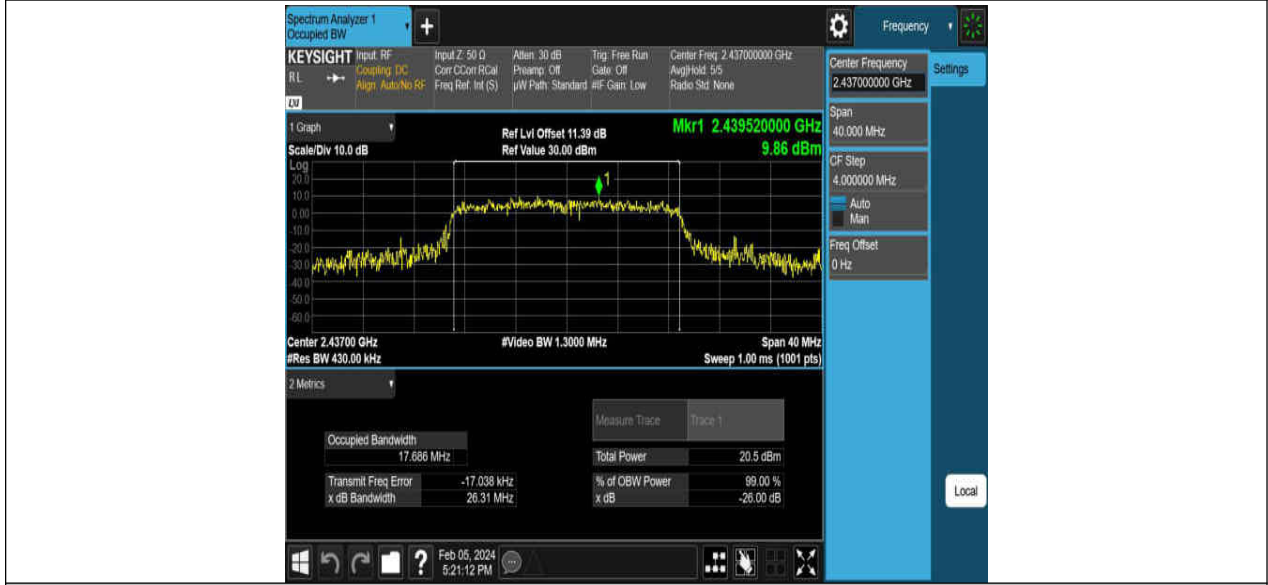 Spectrum Analyzer 1
Occupied BW
+
Frequency
KEYSIGHT
RL
LXI
Input: RF
Coupling: DC
Align: Auto/No RF
Input Z: 50 Ω
Corr CCorr RCal
Freq Ref: Int (S)
Atten: 30 dB
Preamp: Off
µW Path: Standard
Trig: Free Run
Gate: Off
#IF Gain: Low
Center Freq: 2.437000000 GHz
Avg|Hold: 5/5
Radio Std: None
Center Frequency
2.437000000 GHz
Settings
Span
40.000 MHz
CF Step
4.000000 MHz
Auto
Man
Freq Offset
0 Hz
1 Graph
Scale/Div 10.0 dB
Ref Lvl Offset 11.39 dB
Ref Value 30.00 dBm
Mkr1 2.439520000 GHz
9.86 dBm
Log
20.0
10.0
0.00
-10.0
-20.0
-30.0
-40.0
-50.0
-60.0
1
Center 2.43700 GHz
#Res BW 430.00 kHz
#Video BW 1.3000 MHz
Span 40 MHz
Sweep 1.00 ms (1001 pts)
2 Metrics
Measure Trace
Trace 1
Occupied Bandwidth
17.686 MHz
Total Power
20.5 dBm
Transmit Freq Error
-17.038 kHz
% of OBW Power
99.00 %
x dB Bandwidth
26.31 MHz
x dB
-26.00 dB
Local
?
Feb 05, 2024
5:21:12 PM